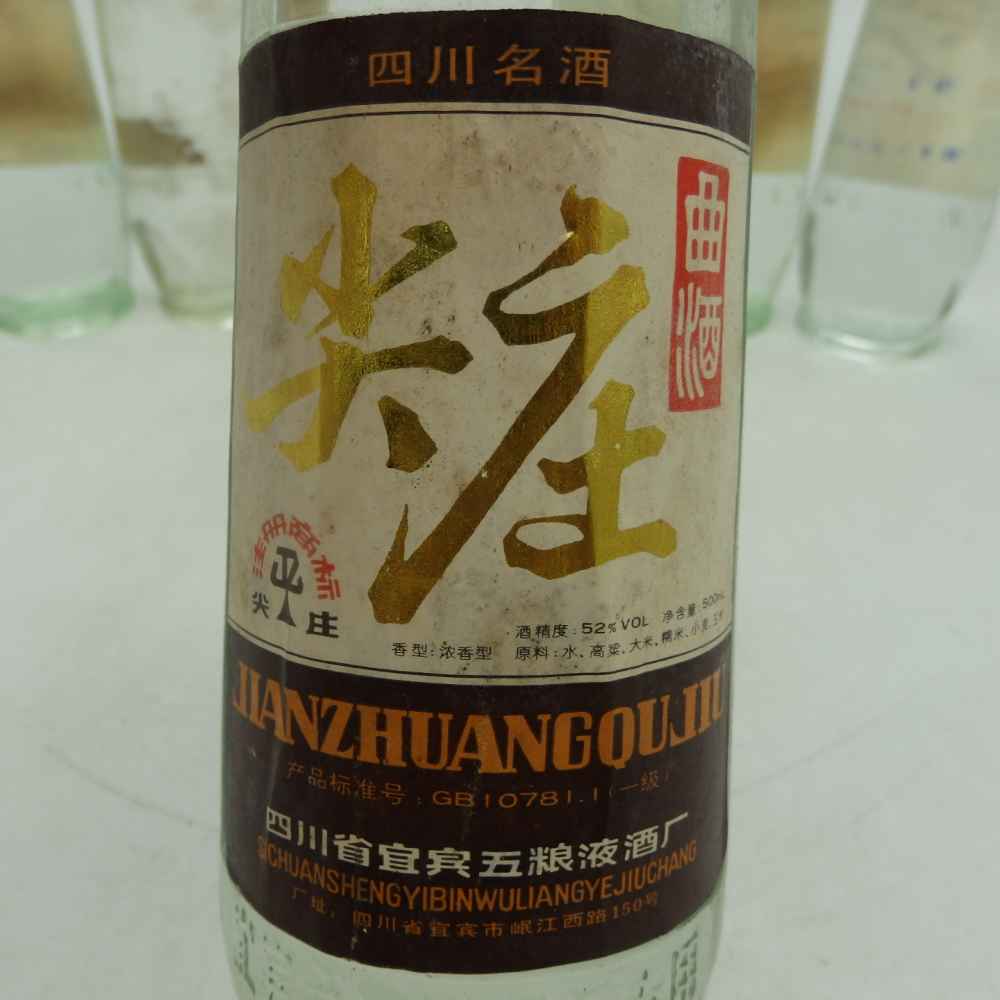 四川名酒
尖庄
曲酒
注册商标
尖庄
酒精度:52%VOL 净含量:500mL
香型:浓香型 原料:水、高粱、大米、糯米、小麦、玉米
JIANZHUANGQUJIU
产品标准号:GB10781.1(一级)
四川省宜宾五粮液酒厂
SICHUANSHENGYIBINWULIANGYEJIUCHANG
厂址:四川省宜宾市岷江西路150号